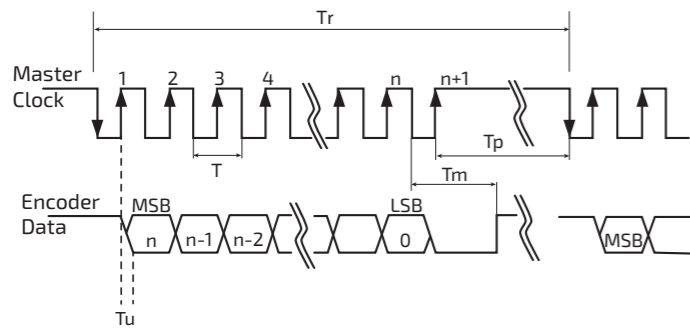 Tr
Master
Clock
1 2 3 4 n n+1
T
Tp
Tm
Encoder
Data
MSB
LSB
n n-1 n-2 0 MSB
Tu